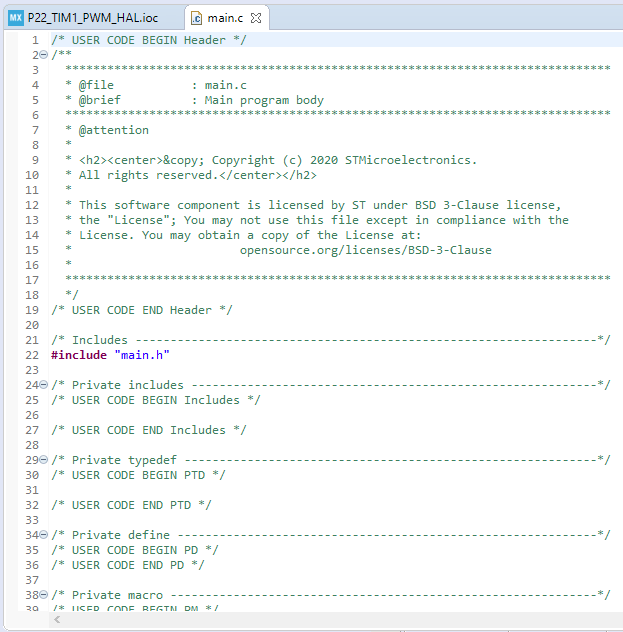 MX P22_TIM1_PWM_HAL.ioc    c main.c
1 /* USER CODE BEGIN Header */
2 /**
3   ******************************************************************************
4   * @file           : main.c
5   * @brief          : Main program body
6   ******************************************************************************
7   * @attention
8   *
9   * <h2><center>&copy; Copyright (c) 2020 STMicroelectronics.
10   * All rights reserved.</center></h2>
11   *
12   * This software component is licensed by ST under BSD 3-Clause license,
13   * the "License"; You may not use this file except in compliance with the
14   * License. You may obtain a copy of the License at:
15   *                        opensource.org/licenses/BSD-3-Clause
16   *
17   ******************************************************************************
18   */
19 /* USER CODE END Header */
20
21 /* Includes ------------------------------------------------------------------*/
22 #include "main.h"
23
24 /* Private includes ----------------------------------------------------------*/
25 /* USER CODE BEGIN Includes */
26
27 /* USER CODE END Includes */
28
29 /* Private typedef -----------------------------------------------------------*/
30 /* USER CODE BEGIN PTD */
31
32 /* USER CODE END PTD */
33
34 /* Private define ------------------------------------------------------------*/
35 /* USER CODE BEGIN PD */
36 /* USER CODE END PD */
37
38 /* Private macro -------------------------------------------------------------*/
39 /* USER CODE BEGIN PM */